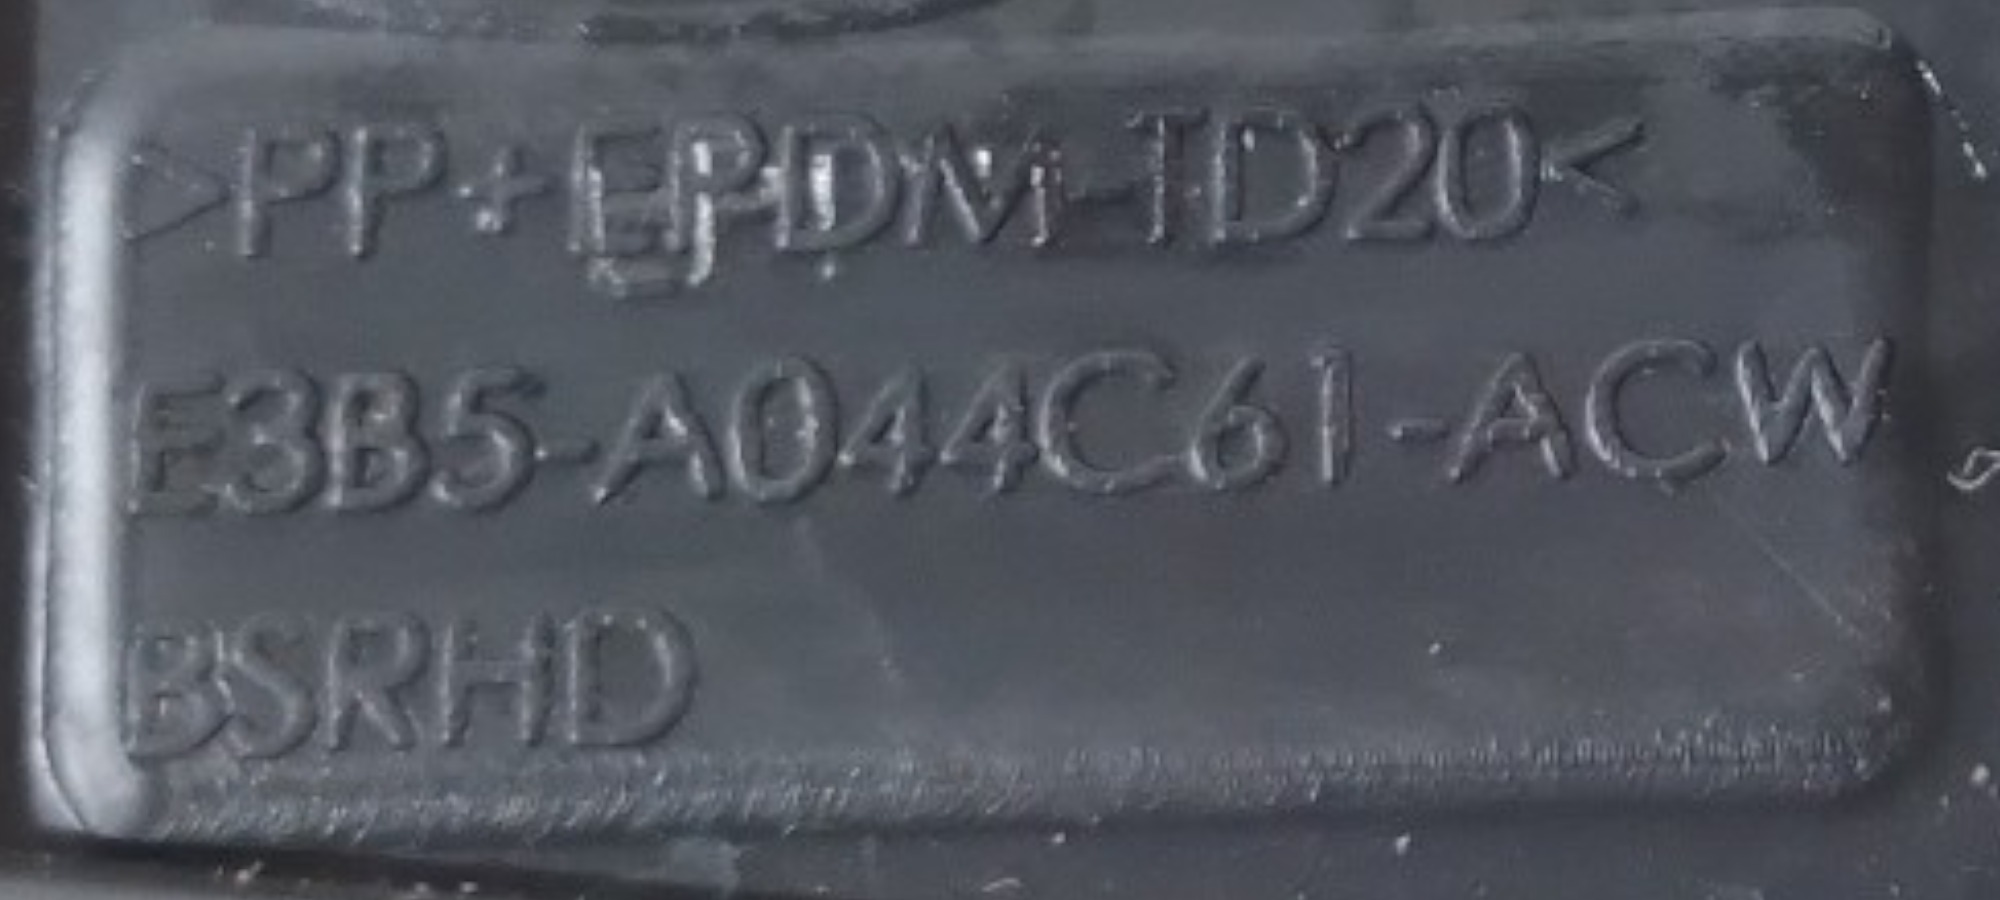 >PP+EPDM-TD20<
E3B5-A044C61-ACW
BSRHD